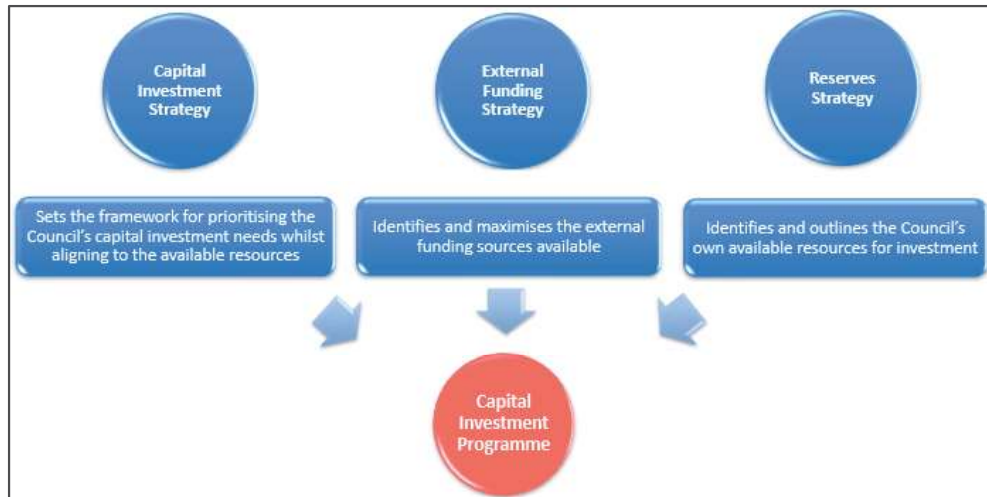 Capital
Investment
Strategy
External
Funding
Strategy
Reserves
Strategy
Sets the framework for prioritising the
Council's capital investment needs whilst
aligning to the available resources
Identifies and maximises the external
funding sources available
Identifies and outlines the Council's
own available resources for investment
Capital
Investment
Programme